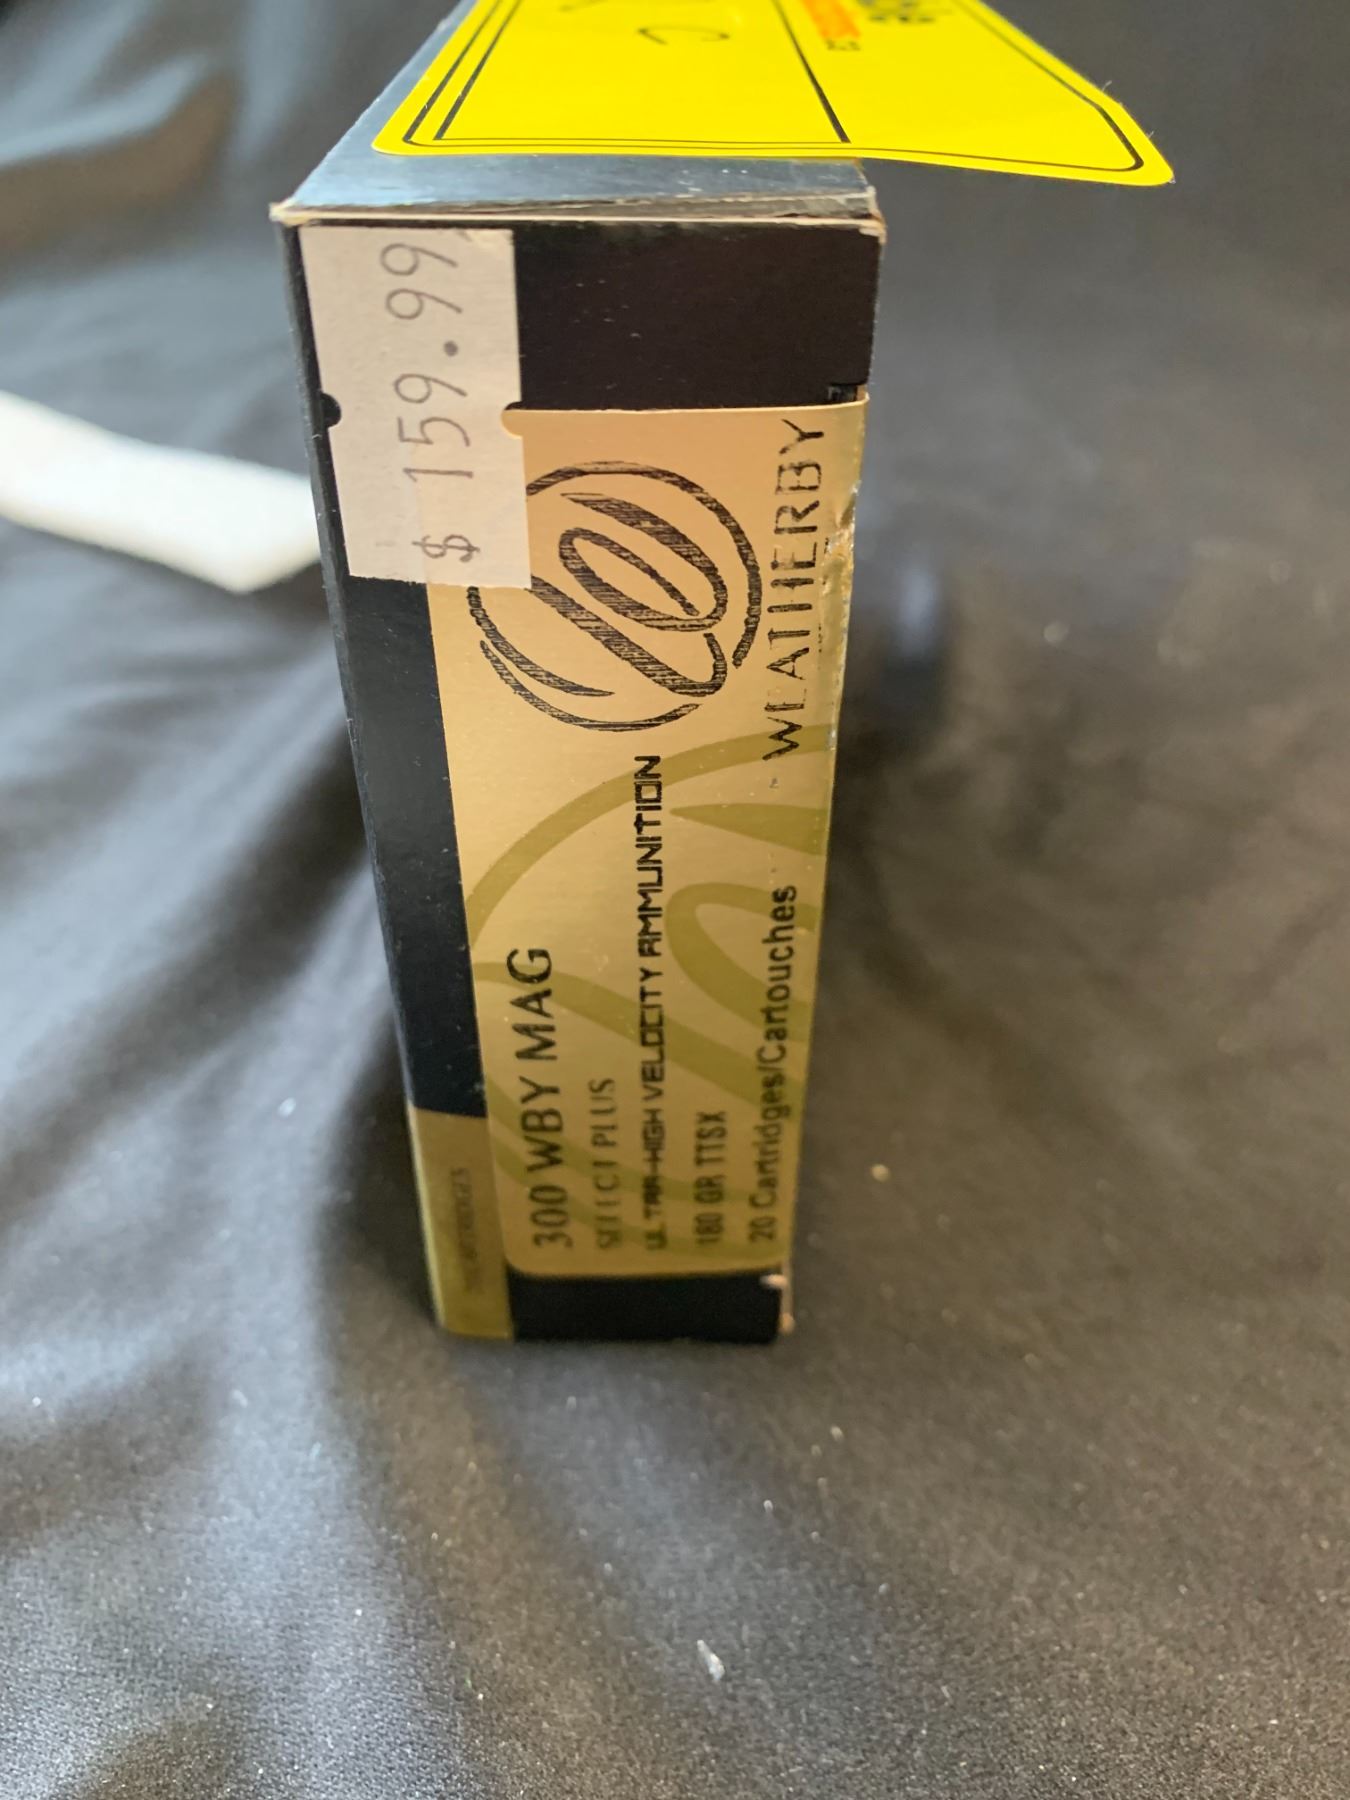 $ 159.99
WEATHERBY
300 WBY MAG
SELECT PLUS
ULTRA-HIGH VELOCITY AMMUNITION
180 GR TTSX
20 Cartridges/Cartouches